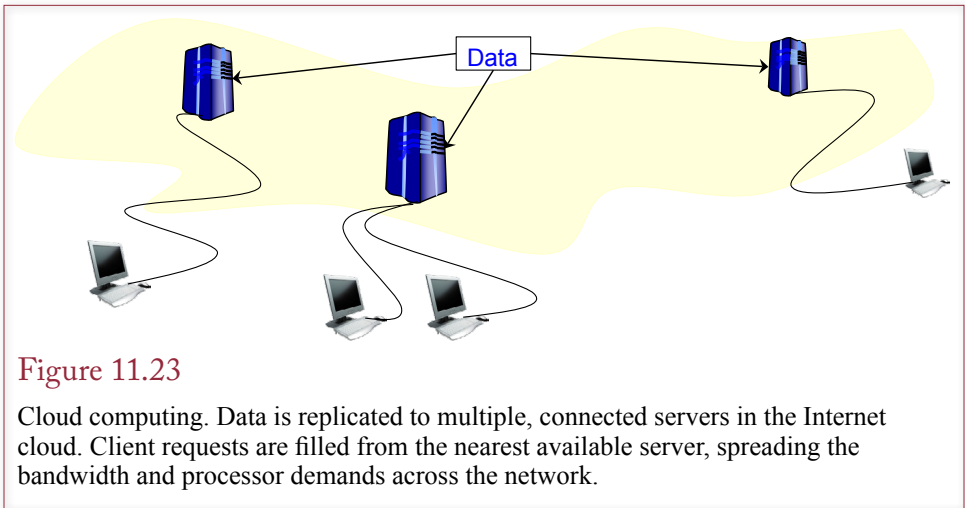 Data
Figure 11.23
Cloud computing. Data is replicated to multiple, connected servers in the Internet
cloud. Client requests are filled from the nearest available server, spreading the
bandwidth and processor demands across the network.